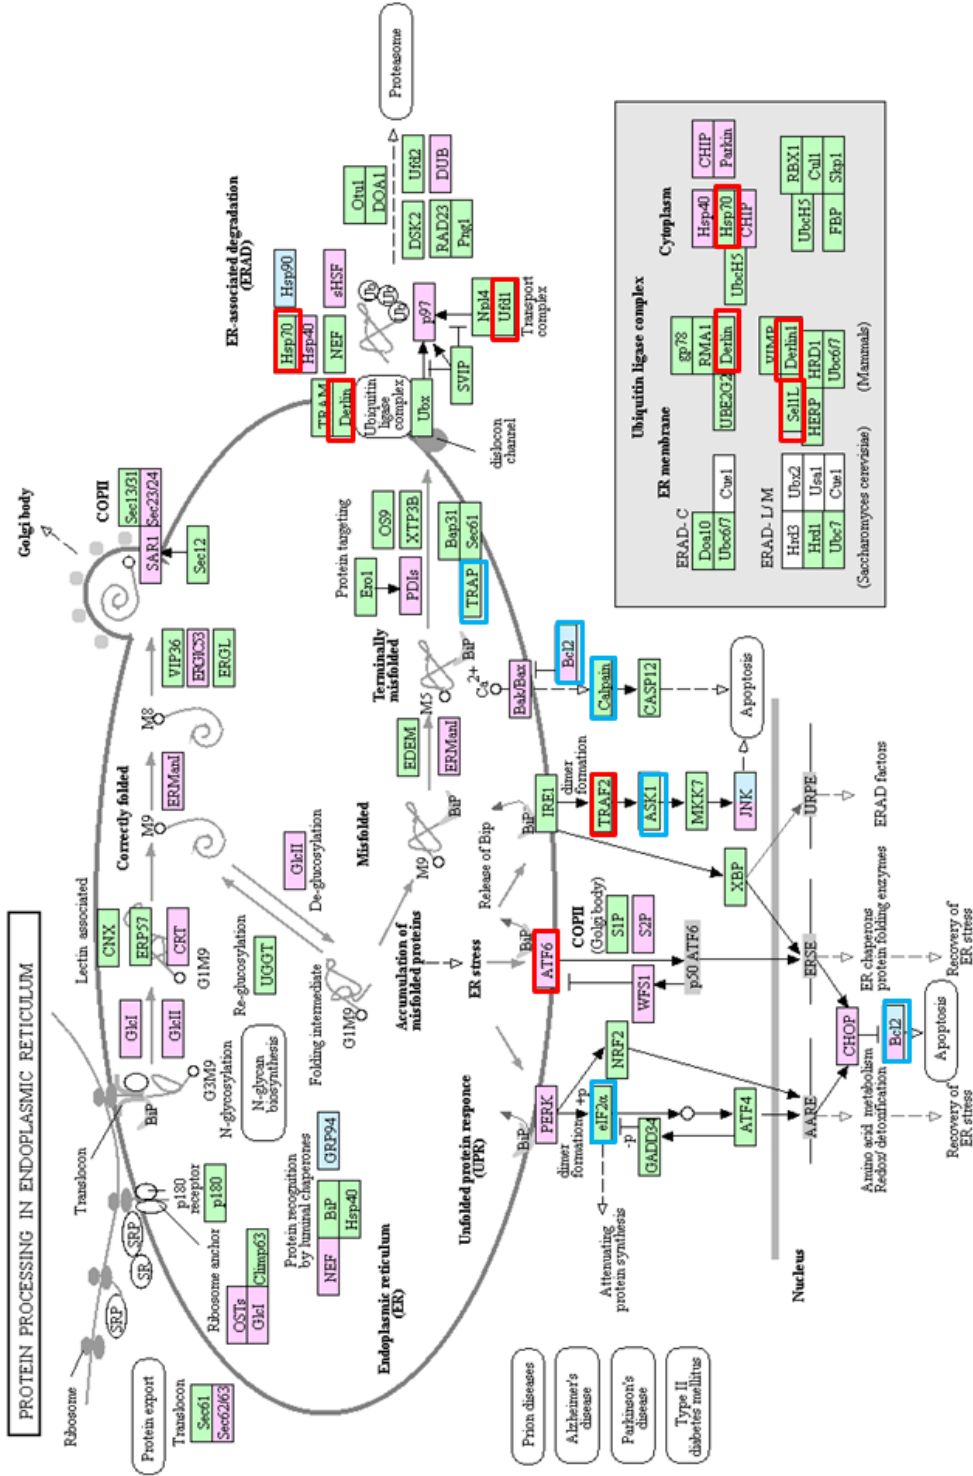 PROTEIN PROCESSING IN ENDOPLASMIC RETICULUM
Ribosome
SRP
SR
SRP
Translocon
BiP
G3M9
N-glycosylation
N-glycan
biosynthesis
GlcI
GlcII
Lectin associated
CNX
ERP57
CRT
G1M9
Re-glucosylation
UGGT
Folding intermediate
G1M9
GlcII
De-glucosylation
Correctly folded
M9
ERManI
M8
VIP36
ERGIC53
ERGL
Golgi body
COPII
SAR1
Sec13/31
Sec23/24
Sec12
Protein export
Translocon
Sec61
Sec62/63
Ribosome anchor
p180
receptor
p180
OSTs
GlcI
Climp63
Protein recognition
by luminal chaperones
NEF
BiP
Hsp40
GRP94
Endoplasmic reticulum
(ER)
Accumulation of
misfolded proteins
ER stress
Misfolded
M9
BiP
EDEM
ERManI
Terminally
misfolded
M5
BiP
Protein targeting
Ero1
PDIs
OS9
XTP3B
TRAP
Bap31
Sec61
ER-associated degradation
(ERAD)
Hsp70
Hsp40
NEF
Hsp90
sHSF
TRAM
Derlin
Ubiquitin
ligase
complex
Ubx
dislocon
channel
SVIP
Ub
Ub
Ub
p97
Npl4
Ufd1
Transport
complex
Otu1
DOA1
DSK2
RAD23
Png1
Ufd2
DUB
Proteasome
Unfolded protein responce
(UPR)
BiP
PERK
dimer
formation
+p
NRF2
eIF2α
-p
GADD34
ATF4
Attenuating
protein synthesis
BiP
ATF6
COPII
(Golgi body)
S1P
S2P
WFS1
p50 ATF6
Release of Bip
BiP
IRE1
dimer
formation
TRAF2
ASK1
MKK7
JNK
XBP
Ca2+
Bak/Bax
Bcl2
Calpain
CASP12
Apoptosis
Nucleus
AARE
ERSE
URPE
CHOP
Bcl2
Apoptosis
Amino acid metabolism
Redox/detoxification
Recovery of
ER stress
ER chaperons
protein folding enzymes
Recovery of
ER stress
ERAD factors
Prion diseases
Alzheimer's
disease
Parkinson's
disease
Type II
diabetes mellitus
Ubiquitin ligase complex
ER membrane
Cytoplasm
ERAD- C
Doa10
Ubc6/7
Cue1
gp78
RMA1
UBE2G2
Derlin
UbcH5
Hsp40
Hsp70
CHIP
CHIP
Parkin
ERAD- L/M
Hrd3
Ubx2
Hrd1
Usa1
Ubc7
Cue1
VIMP
Sel1L
Derlin1
HERP
HRD1
Ubc6/7
UbcH5
RBX1
Cul1
FBP
Skp1
(Saccharomyces cerevisiae)
(Mammals)